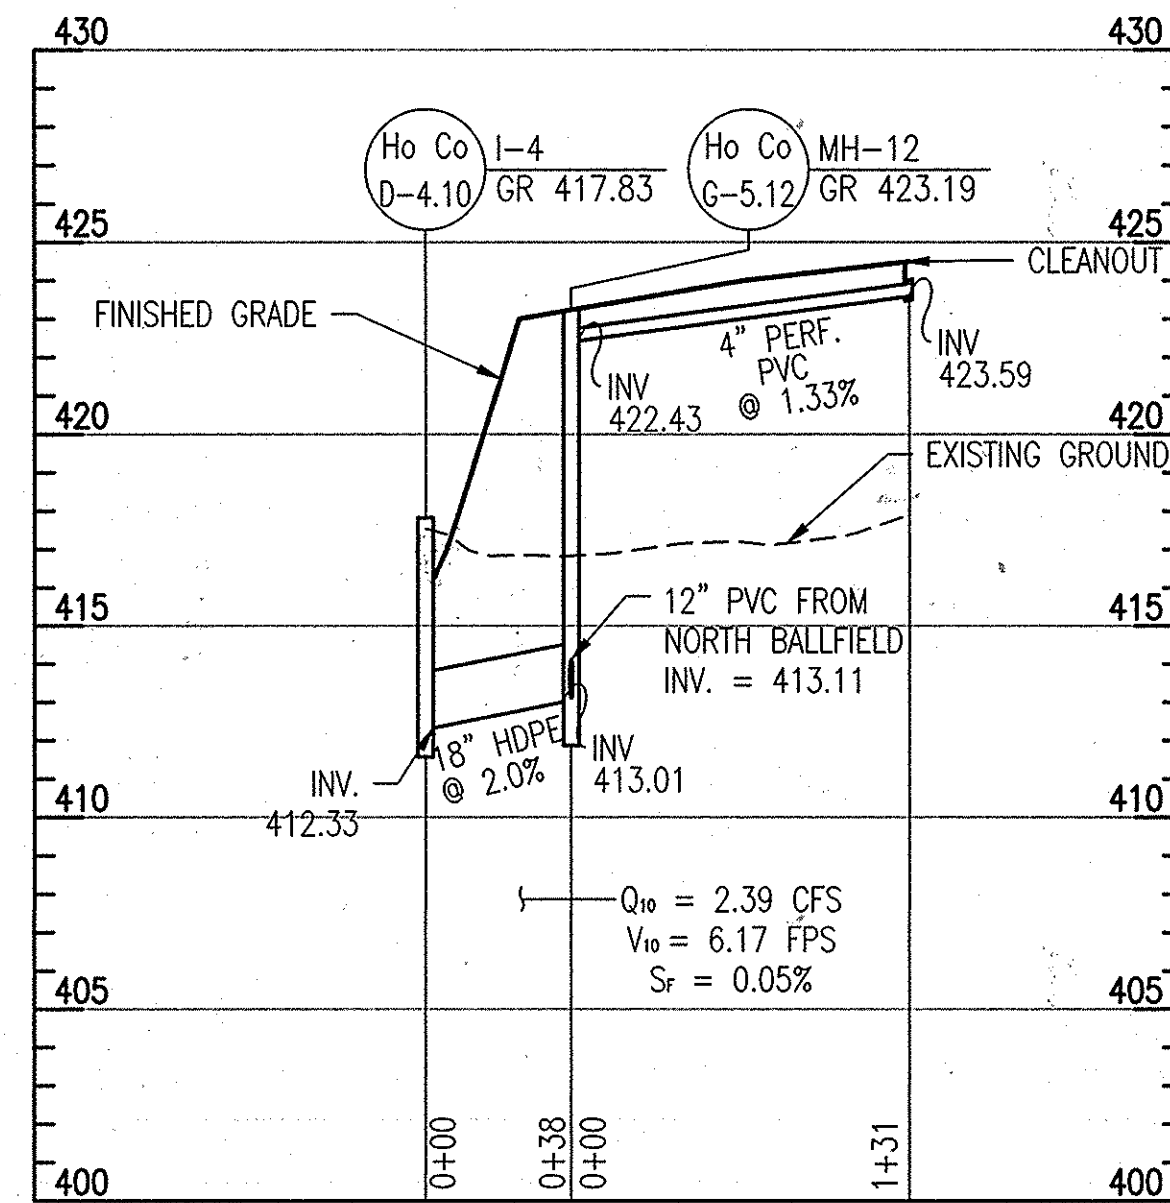 430
430
Ho Co
D-4.10
I-4
GR 417.83
Ho Co
G-5.12
MH-12
GR 423.19
425
425
CLEANOUT
FINISHED GRADE
4" PERF.
PVC
@ 1.33%
INV
423.59
INV
422.43
420
420
EXISTING GROUND
12" PVC FROM
NORTH BALLFIELD
INV. = 413.11
415
415
18" HDPE
@ 2.0%
INV
413.01
INV.
412.33
410
410
Q10 = 2.39 CFS
V10 = 6.17 FPS
SF = 0.05%
405
405
0+00
0+38
0+00
1+31
400
400